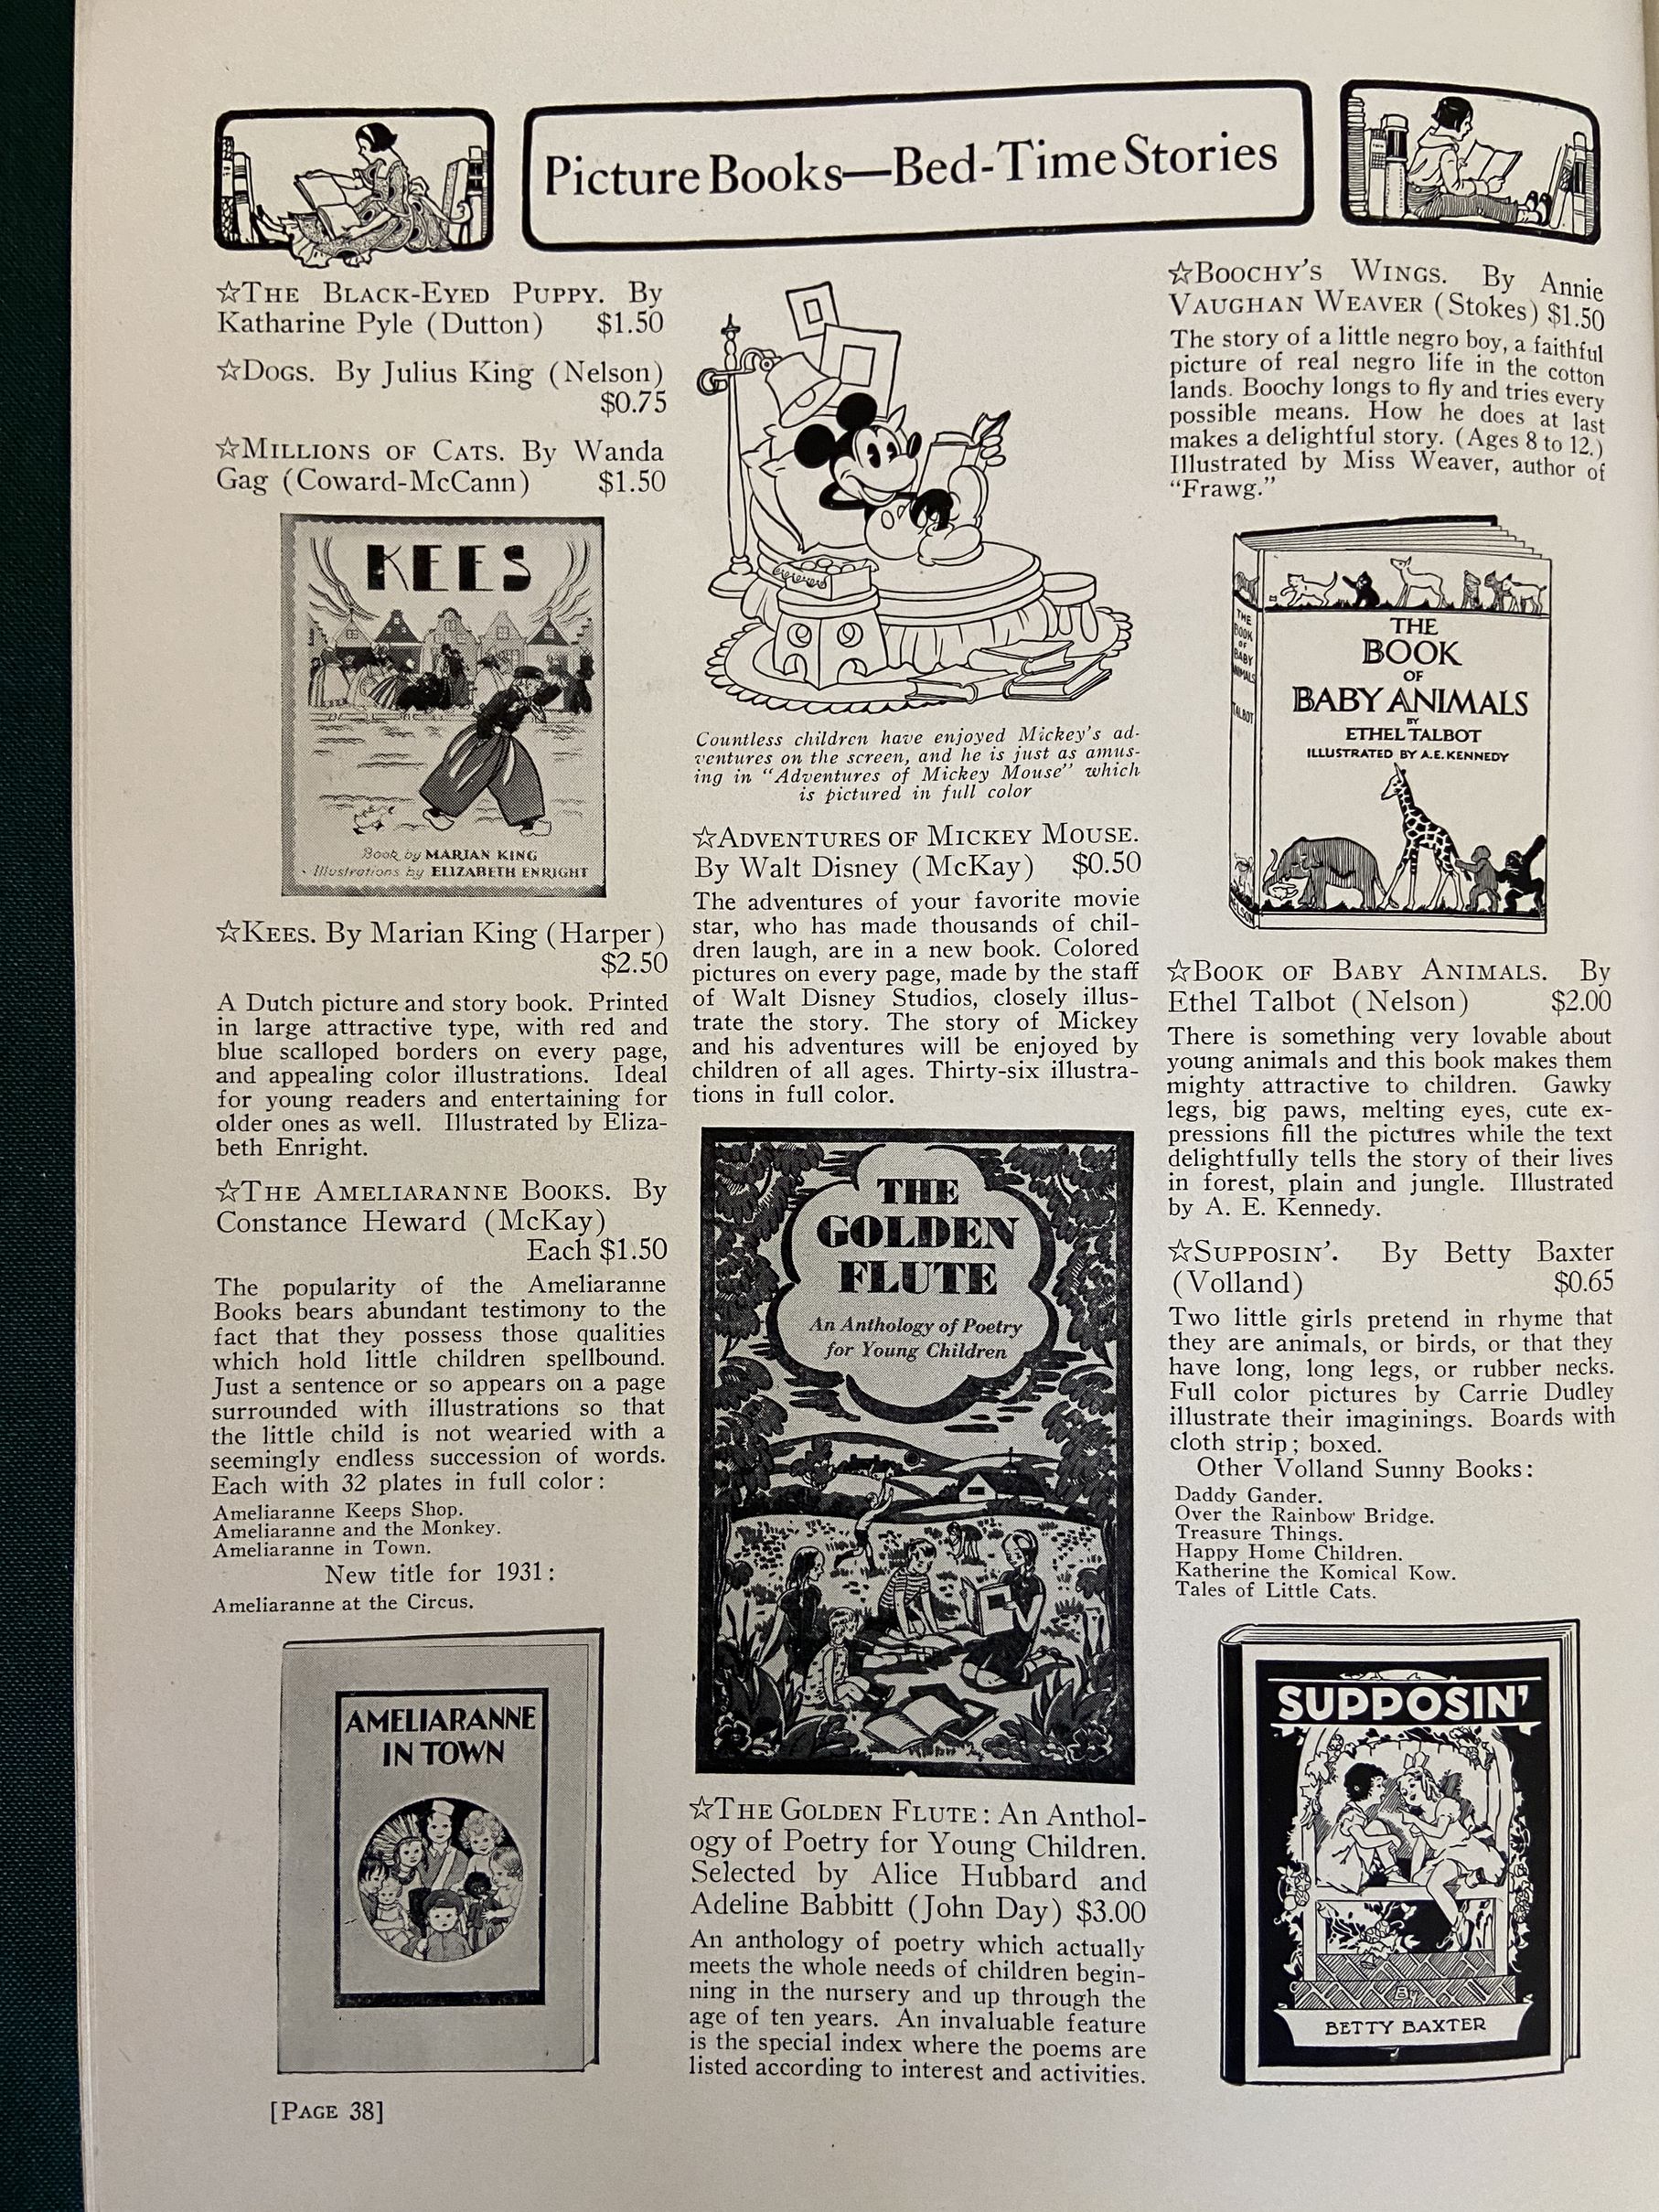 Picture Books—Bed-Time Stories
☆THE BLACK-EYED PUPPY. By
Katharine Pyle (Dutton) $1.50
☆DOGS. By Julius King (Nelson)
$0.75
☆MILLIONS OF CATS. By Wanda
Gag (Coward-McCann) $1.50
KEES
Book by MARIAN KING
Illustrations by ELIZABETH ENRIGHT
☆KEES. By Marian King (Harper)
$2.50
A Dutch picture and story book. Printed
in large attractive type, with red and
blue scalloped borders on every page,
and appealing color illustrations. Ideal
for young readers and entertaining for
older ones as well. Illustrated by Eliza-
beth Enright.
☆THE AMELIARANNE BOOKS. By
Constance Heward (McKay)
Each $1.50
The popularity of the Ameliaranne
Books bears abundant testimony to the
fact that they possess those qualities
which hold little children spellbound.
Just a sentence or so appears on a page
surrounded with illustrations so that
the little child is not wearied with a
seemingly endless succession of words.
Each with 32 plates in full color:
Ameliaranne Keeps Shop.
Ameliaranne and the Monkey.
Ameliaranne in Town.
New title for 1931:
Ameliaranne at the Circus.
AMELIARANNE
IN TOWN
[PAGE 38]
Countless children have enjoyed Mickey's ad-
ventures on the screen, and he is just as amus-
ing in "Adventures of Mickey Mouse" which
is pictured in full color
☆ADVENTURES OF MICKEY MOUSE.
By Walt Disney (McKay) $0.50
The adventures of your favorite movie
star, who has made thousands of chil-
dren laugh, are in a new book. Colored
pictures on every page, made by the staff
of Walt Disney Studios, closely illus-
trate the story. The story of Mickey
and his adventures will be enjoyed by
children of all ages. Thirty-six illustra-
tions in full color.
THE
GOLDEN
FLUTE
An Anthology of Poetry
for Young Children
☆THE GOLDEN FLUTE: An Anthol-
ogy of Poetry for Young Children.
Selected by Alice Hubbard and
Adeline Babbitt (John Day) $3.00
An anthology of poetry which actually
meets the whole needs of children begin-
ning in the nursery and up through the
age of ten years. An invaluable feature
is the special index where the poems are
listed according to interest and activities.
☆BOOCHY'S WINGS. By Annie
VAUGHAN WEAVER (Stokes) $1.50
The story of a little negro boy, a faithful
picture of real negro life in the cotton
lands. Boochy longs to fly and tries every
possible means. How he does at last
makes a delightful story. (Ages 8 to 12.)
Illustrated by Miss Weaver, author of
"Frawg."
THE
BOOK
OF
BABY
ANIMALS
TALBOT
NELSON
THE
BOOK
OF
BABY ANIMALS
BY
ETHEL TALBOT
ILLUSTRATED BY A.E. KENNEDY
☆BOOK OF BABY ANIMALS. By
Ethel Talbot (Nelson) $2.00
There is something very lovable about
young animals and this book makes them
mighty attractive to children. Gawky
legs, big paws, melting eyes, cute ex-
pressions fill the pictures while the text
delightfully tells the story of their lives
in forest, plain and jungle. Illustrated
by A. E. Kennedy.
☆SUPPOSIN'. By Betty Baxter
(Volland) $0.65
Two little girls pretend in rhyme that
they are animals, or birds, or that they
have long, long legs, or rubber necks.
Full color pictures by Carrie Dudley
illustrate their imaginings. Boards with
cloth strip; boxed.
Other Volland Sunny Books:
Daddy Gander.
Over the Rainbow Bridge.
Treasure Things.
Happy Home Children.
Katherine the Komical Kow.
Tales of Little Cats.
SUPPOSIN'
By
BETTY BAXTER